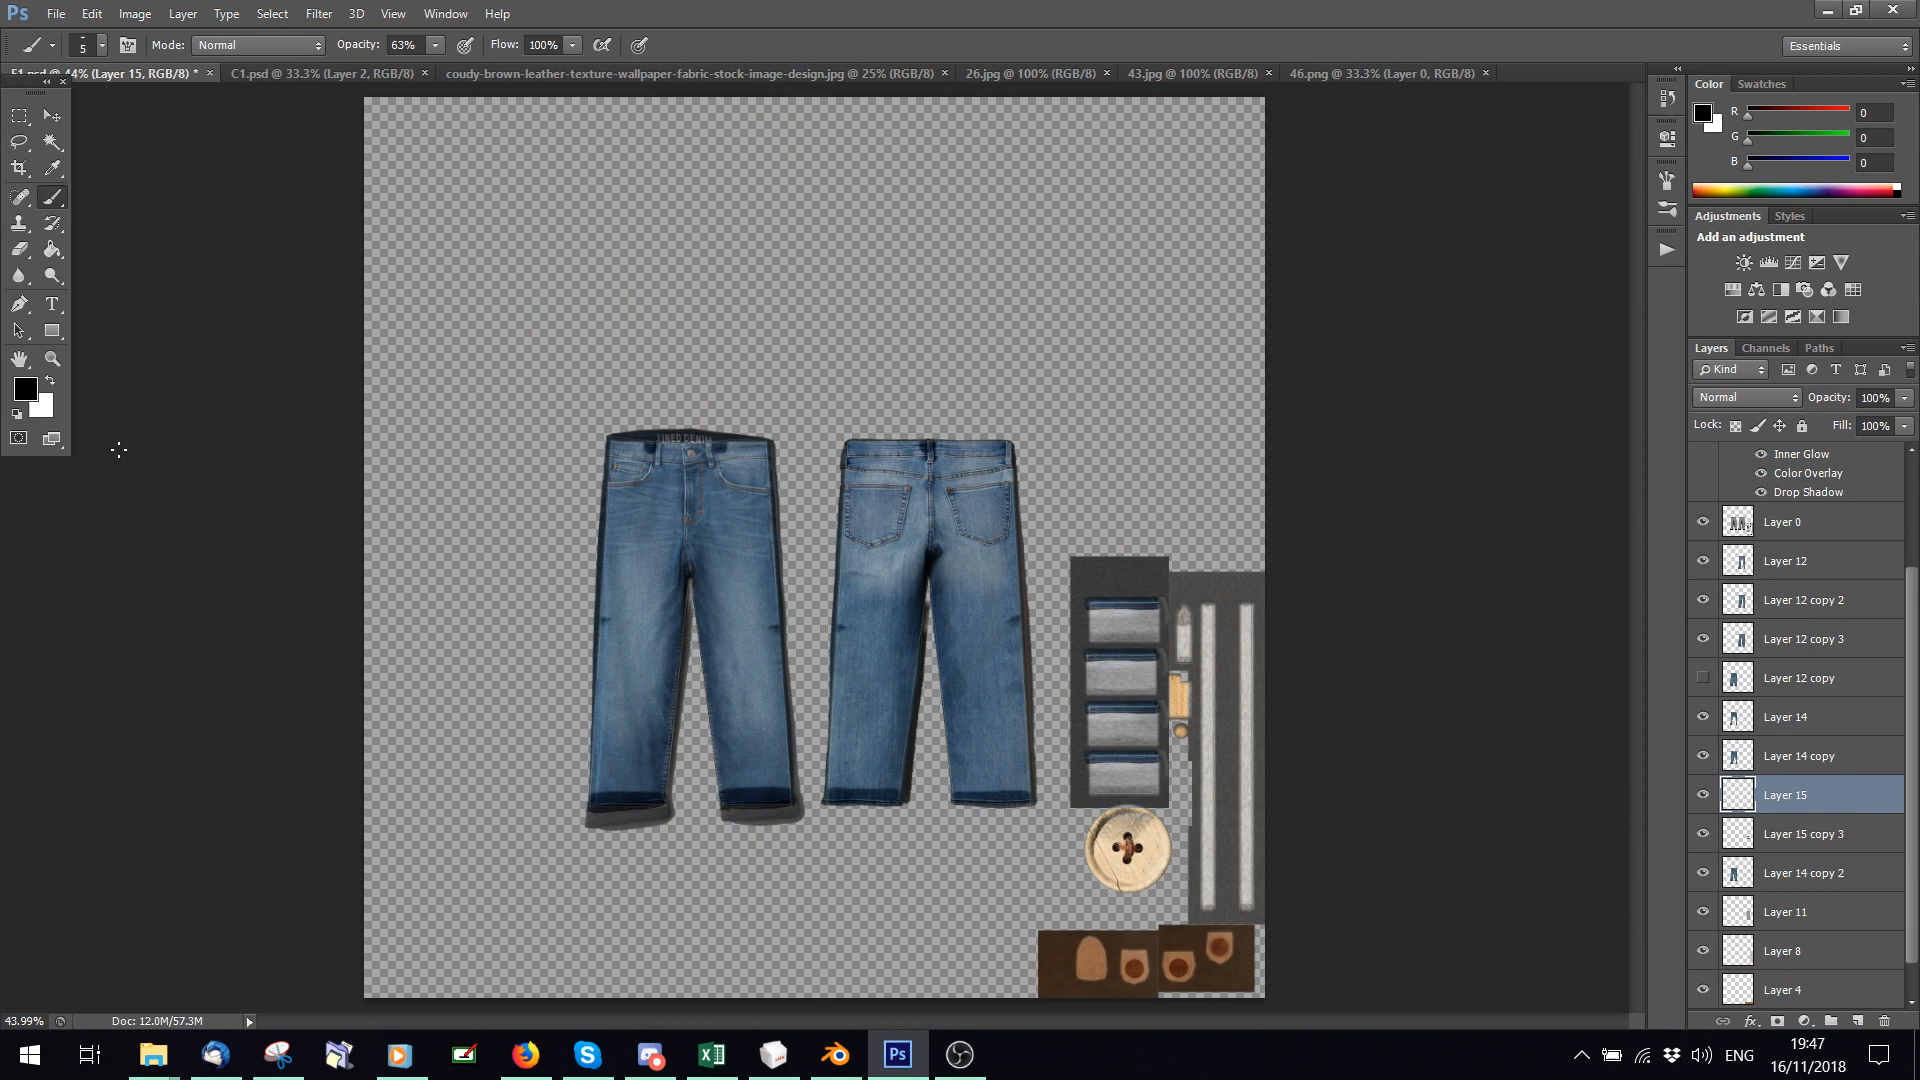 Ps File Edit Image Layer Type Select Filter 3D View Window Help
5 Mode: Normal Opacity: 63% Flow: 100% Essentials
F1.psd @ 44% (Layer 15, RGB/8) * × C1.psd @ 33.3% (Layer 2, RGB/8) × coudy-brown-leather-texture-wallpaper-fabric-stock-image-design.jpg @ 25% (RGB/8) × 26.jpg @ 100% (RGB/8) × 43.jpg @ 100% (RGB/8) × 46.png @ 33.3% (Layer 0, RGB/8) ×
Color Swatches
R 0
G 0
B 0
Adjustments Styles
Add an adjustment
Layers Channels Paths
Kind
Normal Opacity: 100%
Lock: Fill: 100%
Inner Glow
Color Overlay
Drop Shadow
Layer 0
Layer 12
Layer 12 copy 2
Layer 12 copy 3
Layer 12 copy
Layer 14
Layer 14 copy
Layer 15
Layer 15 copy 3
Layer 14 copy 2
Layer 11
Layer 8
Layer 4
LINED DENIM
43.99% Doc: 12.0M/57.3M
ENG
19:47
16/11/2018